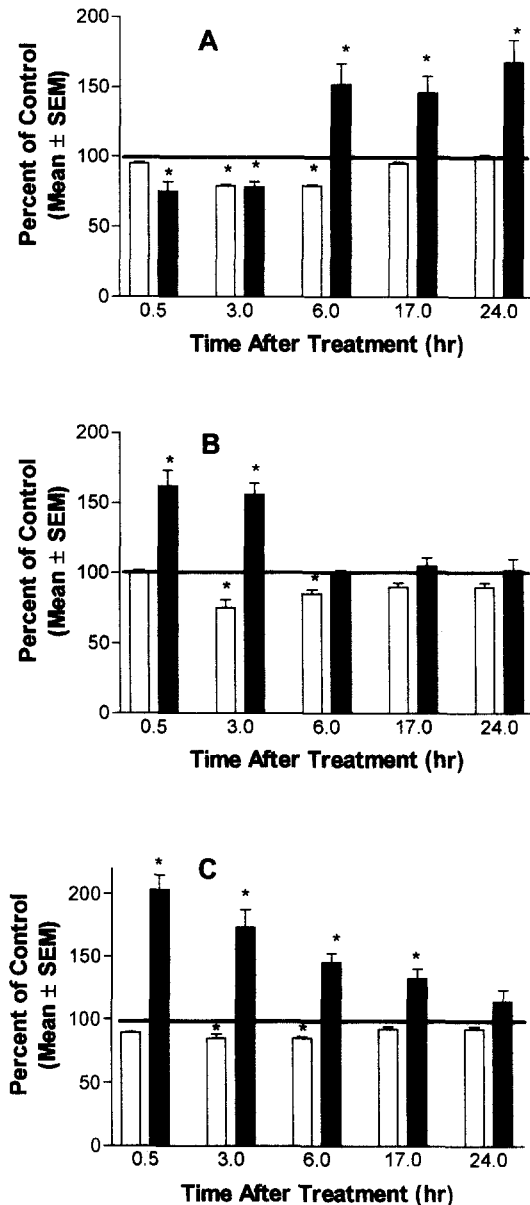 A
Percent of Control
(Mean ± SEM)
200
150
100
50
0
* * * * * * *
0.5 3.0 6.0 17.0 24.0
Time After Treatment (hr)
B
Percent of Control
(Mean ± SEM)
200
150
100
50
0
* * * *
0.5 3.0 6.0 17.0 24.0
Time After Treatment (hr)
C
Percent of Control
(Mean ± SEM)
200
150
100
50
0
* * * * * *
0.5 3.0 6.0 17.0 24.0
Time After Treatment (hr)